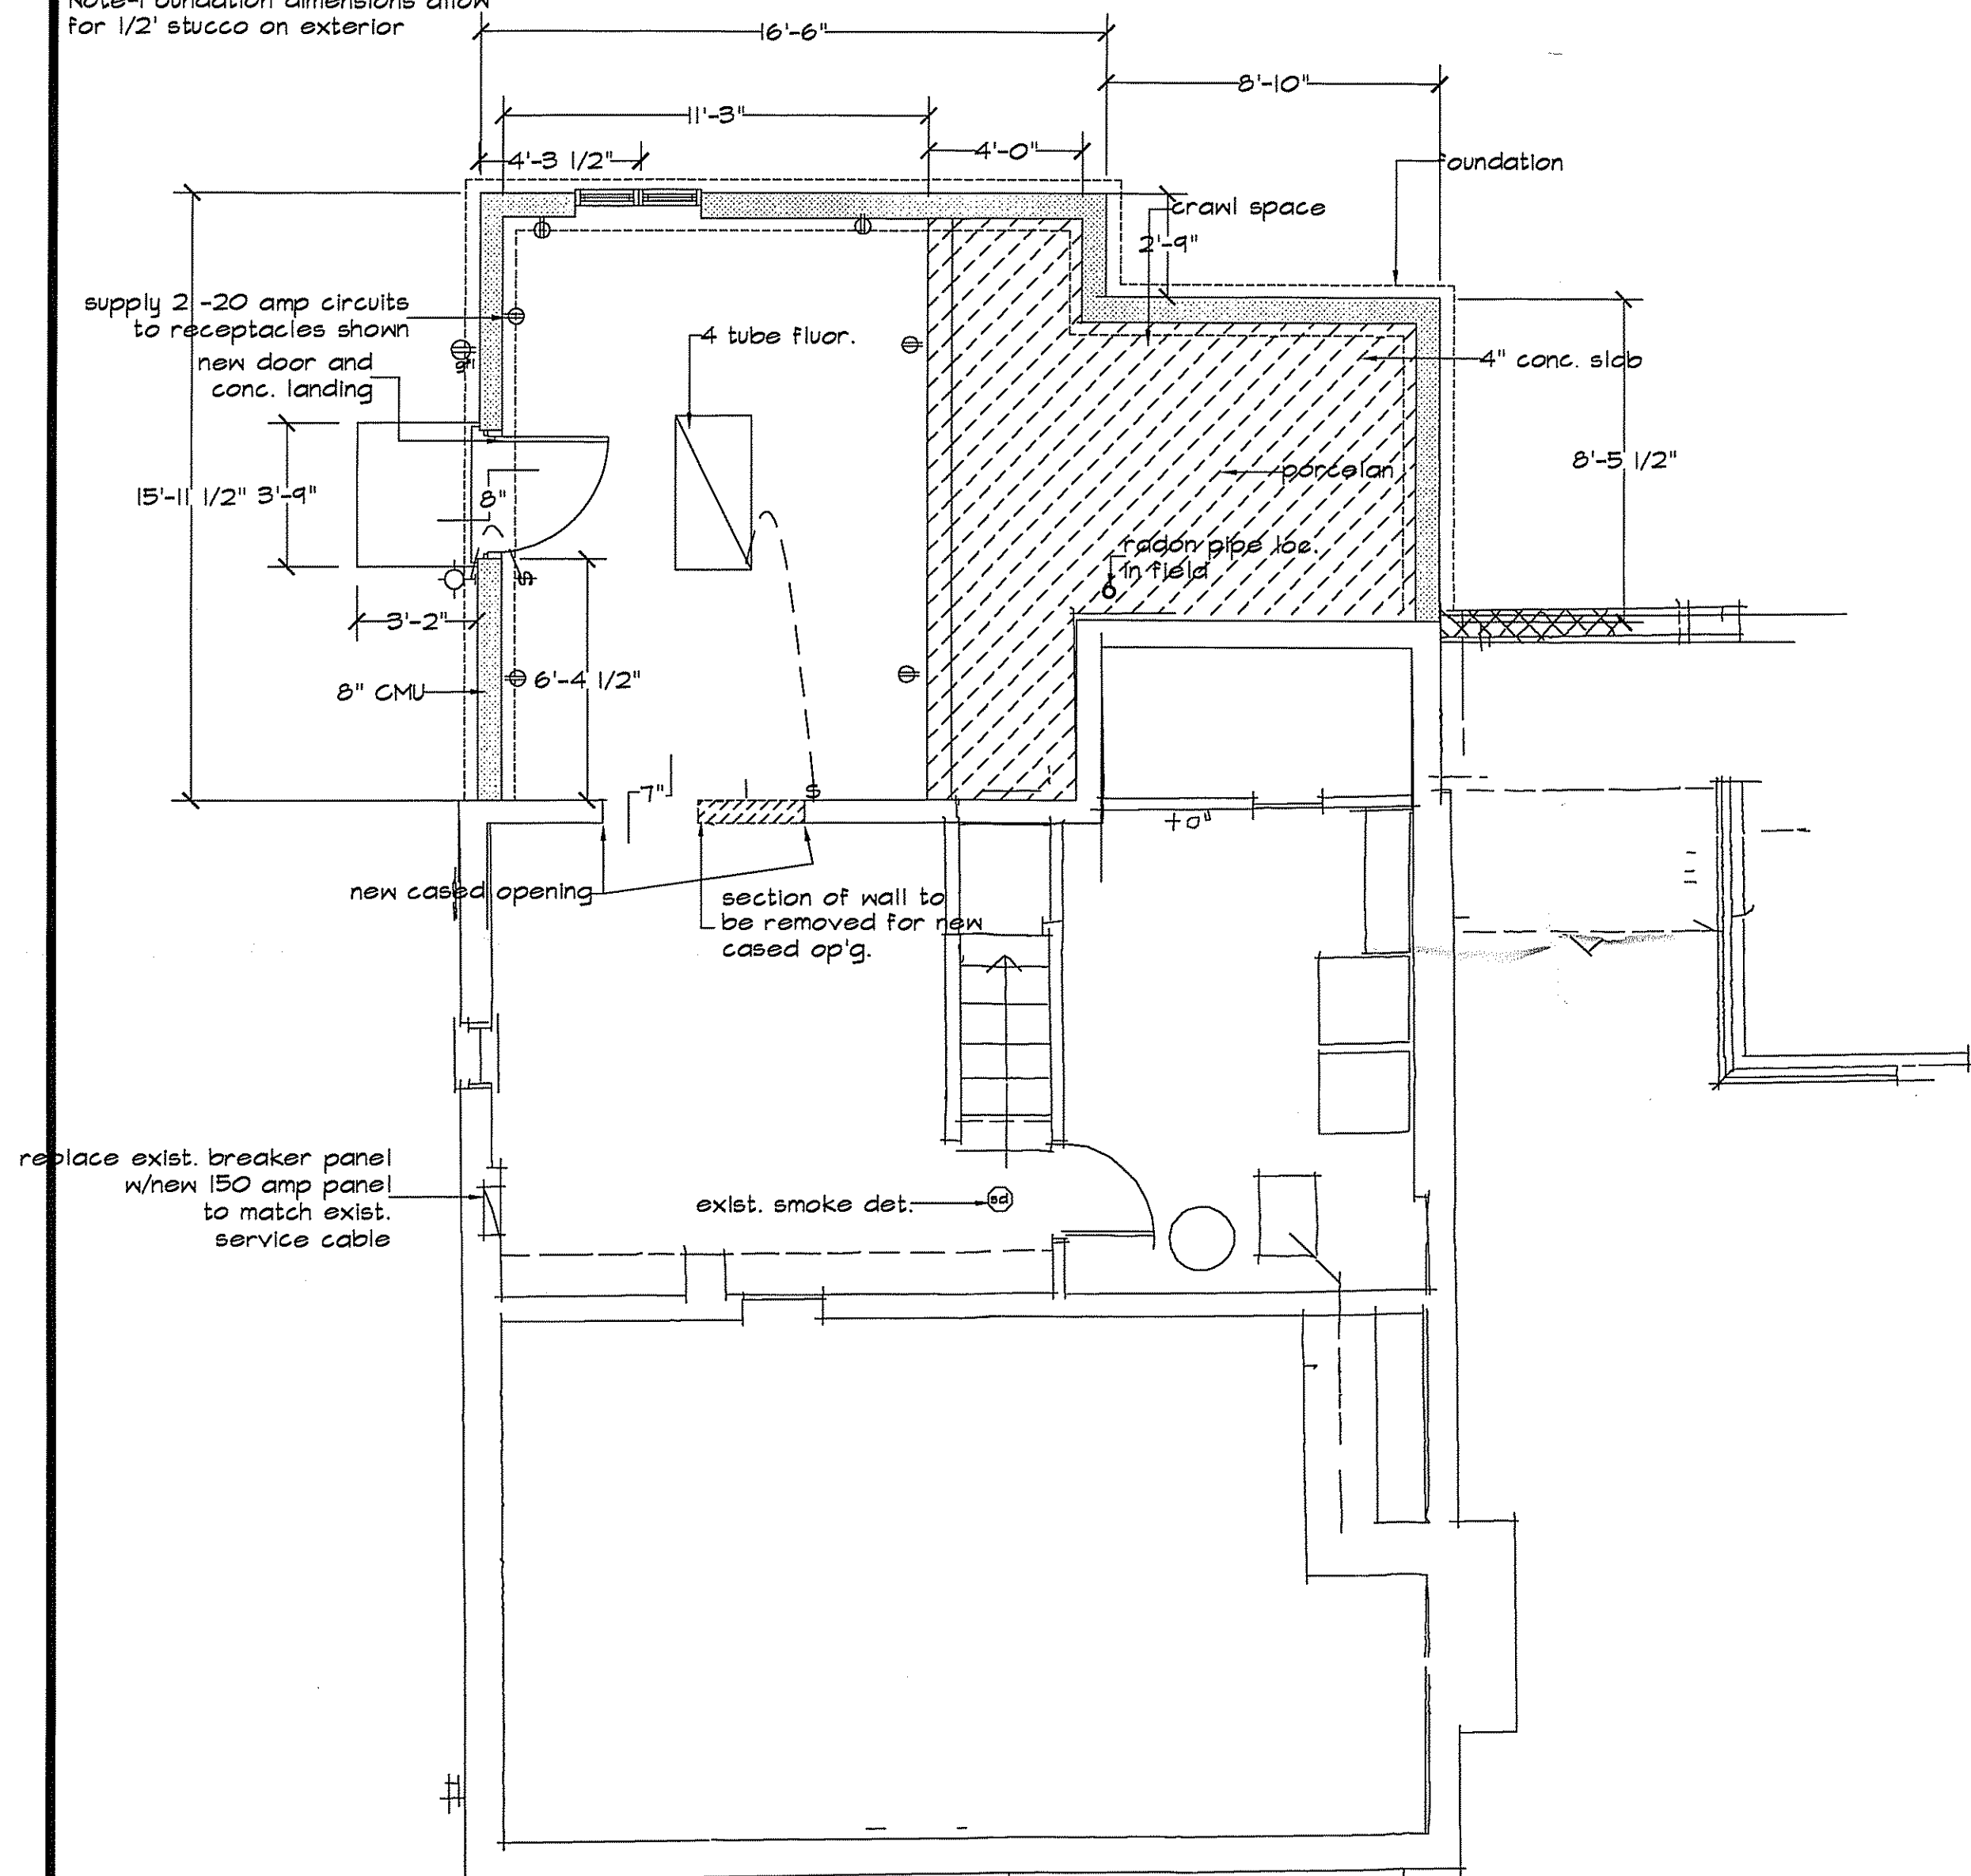 Note-Foundation dimensions allow
for 1/2' stucco on exterior
16'-6"
8'-10"
11'-3"
4'-3 1/2"
4'-0"
foundation
crawl space
2'-9"
supply 2 -20 amp circuits
to receptacles shown
new door and
conc. landing
4 tube fluor.
4" conc. slab
8'-5 1/2"
porcelan
15'-11 1/2"
3'-9"
8"
radon pipe loc.
in field
$
3'-2"
8" CMU
6'-4 1/2"
7"
$
+0"
new cased opening
section of wall to
be removed for new
cased op'g.
replace exist. breaker panel
w/new 150 amp panel
to match exist.
service cable
exist. smoke det.
sd